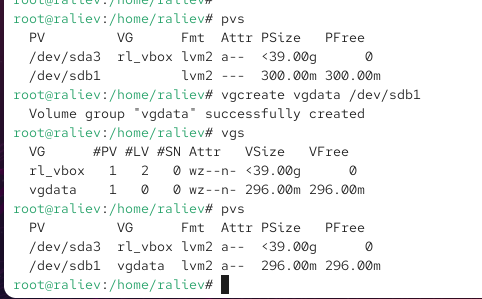 root@raliev:/home/raliev#
root@raliev:/home/raliev# pvs
  PV         VG      Fmt  Attr PSize   PFree
  /dev/sda3  rl_vbox lvm2 a--  <39.00g      0
  /dev/sdb1          lvm2 ---  300.00m 300.00m
root@raliev:/home/raliev# vgcreate vgdata /dev/sdb1
  Volume group "vgdata" successfully created
root@raliev:/home/raliev# vgs
  VG      #PV #LV #SN Attr   VSize   VFree
  rl_vbox   1   2   0 wz--n- <39.00g      0
  vgdata    1   0   0 wz--n- 296.00m 296.00m
root@raliev:/home/raliev# pvs
  PV         VG      Fmt  Attr PSize   PFree
  /dev/sda3  rl_vbox lvm2 a--  <39.00g      0
  /dev/sdb1  vgdata  lvm2 a--  296.00m 296.00m
root@raliev:/home/raliev#